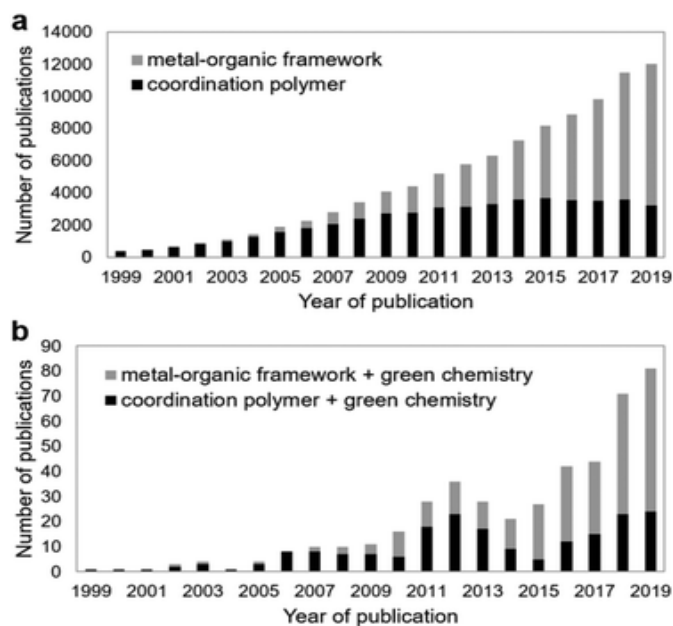 a
14000
12000
10000
8000
6000
4000
2000
0
Number of publications
metal-organic framework
coordination polymer
1999 2001 2003 2005 2007 2009 2011 2013 2015 2017 2019
Year of publication
b
90
80
70
60
50
40
30
20
10
0
Number of publications
metal-organic framework + green chemistry
coordination polymer + green chemistry
1999 2001 2003 2005 2007 2009 2011 2013 2015 2017 2019
Year of publication